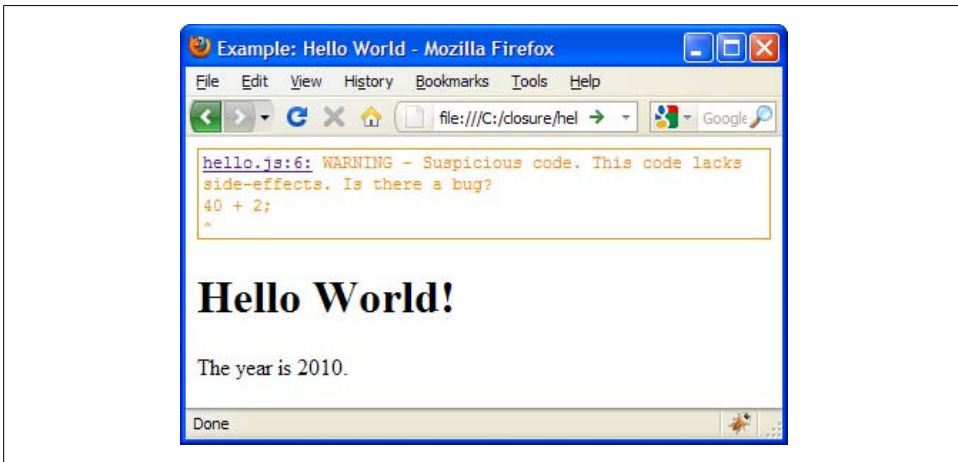 Example: Hello World - Mozilla Firefox
File Edit View History Bookmarks Tools Help
file:///C:/closure/hel Google
hello.js:6: WARNING - Suspicious code. This code lacks
side-effects. Is there a bug?
40 + 2;
^
Hello World!
The year is 2010.
Done